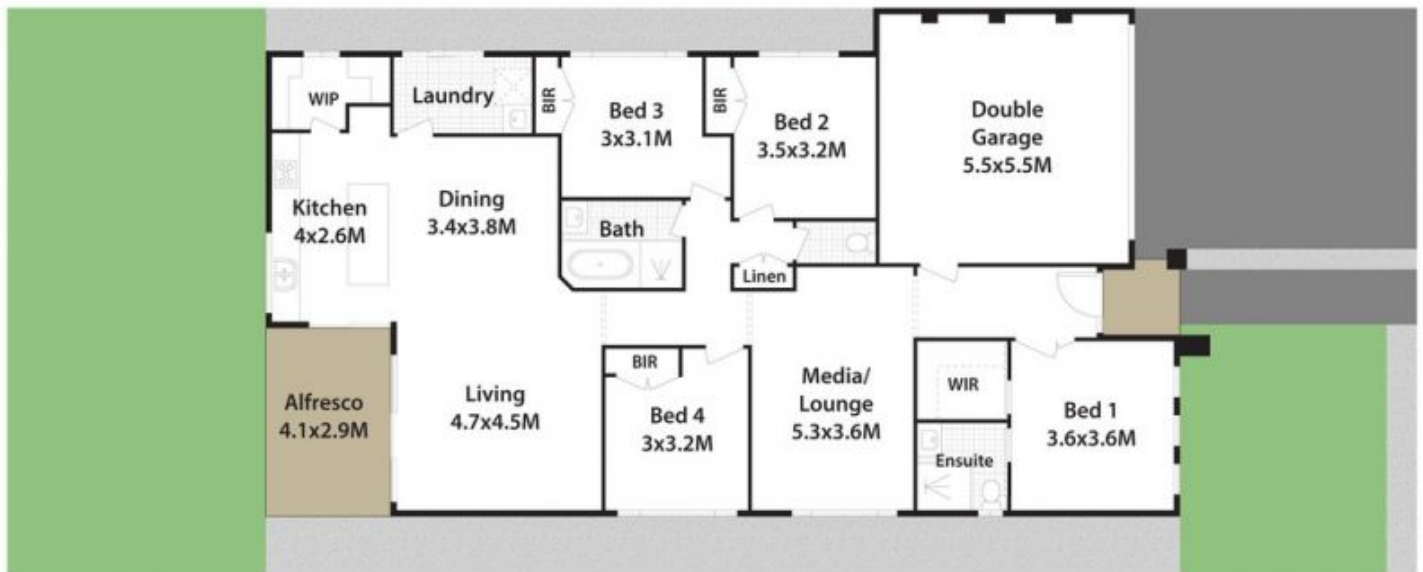 WIP
Laundry
BIR
Bed 3
3x3.1M
BIR
Bed 2
3.5x3.2M
Double
Garage
5.5x5.5M
Kitchen
4x2.6M
Dining
3.4x3.8M
Bath
Linen
Alfresco
4.1x2.9M
Living
4.7x4.5M
BIR
Bed 4
3x3.2M
Media/
Lounge
5.3x3.6M
WIR
Ensuite
Bed 1
3.6x3.6M